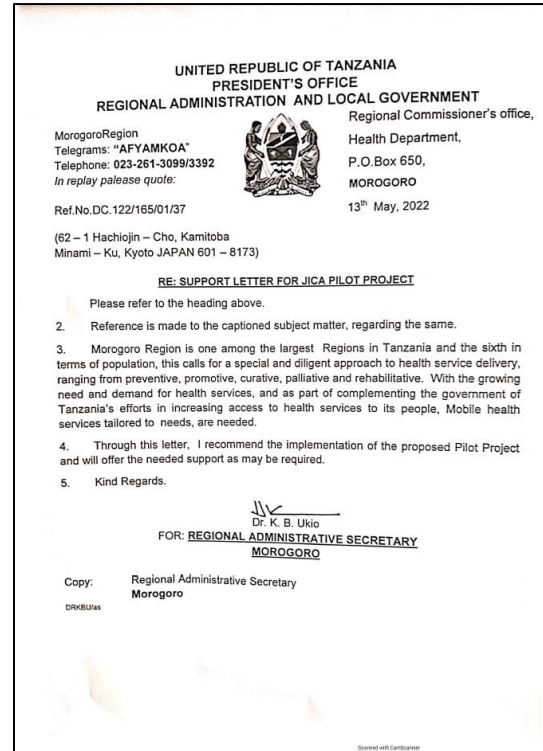 UNITED REPUBLIC OF TANZANIA
PRESIDENT'S OFFICE
REGIONAL ADMINISTRATION AND LOCAL GOVERNMENT
MorogoroRegion
Telegrams: "AFYAMKOA"
Telephone: 023-261-3099/3392
In replay palease quote:
Ref.No.DC.122/165/01/37
Regional Commissioner's office,
Health Department,
P.O.Box 650,
MOROGORO
13th May, 2022
(62 – 1 Hachiojin – Cho, Kamitoba
Minami – Ku, Kyoto JAPAN 601 – 8173)
RE: SUPPORT LETTER FOR JICA PILOT PROJECT
Please refer to the heading above.
2. Reference is made to the captioned subject matter, regarding the same.
3. Morogoro Region is one among the largest Regions in Tanzania and the sixth in
terms of population, this calls for a special and diligent approach to health service delivery,
ranging from preventive, promotive, curative, palliative and rehabilitative. With the growing
need and demand for health services, and as part of complementing the government of
Tanzania's efforts in increasing access to health services to its people, Mobile health
services tailored to needs, are needed.
4. Through this letter, I recommend the implementation of the proposed Pilot Project
and will offer the needed support as may be required.
5. Kind Regards.
Dr. K. B. Ukio
FOR: REGIONAL ADMINISTRATIVE SECRETARY
MOROGORO
Copy: Regional Administrative Secretary
Morogoro
DRKBU/as
Scanned with CamScanner